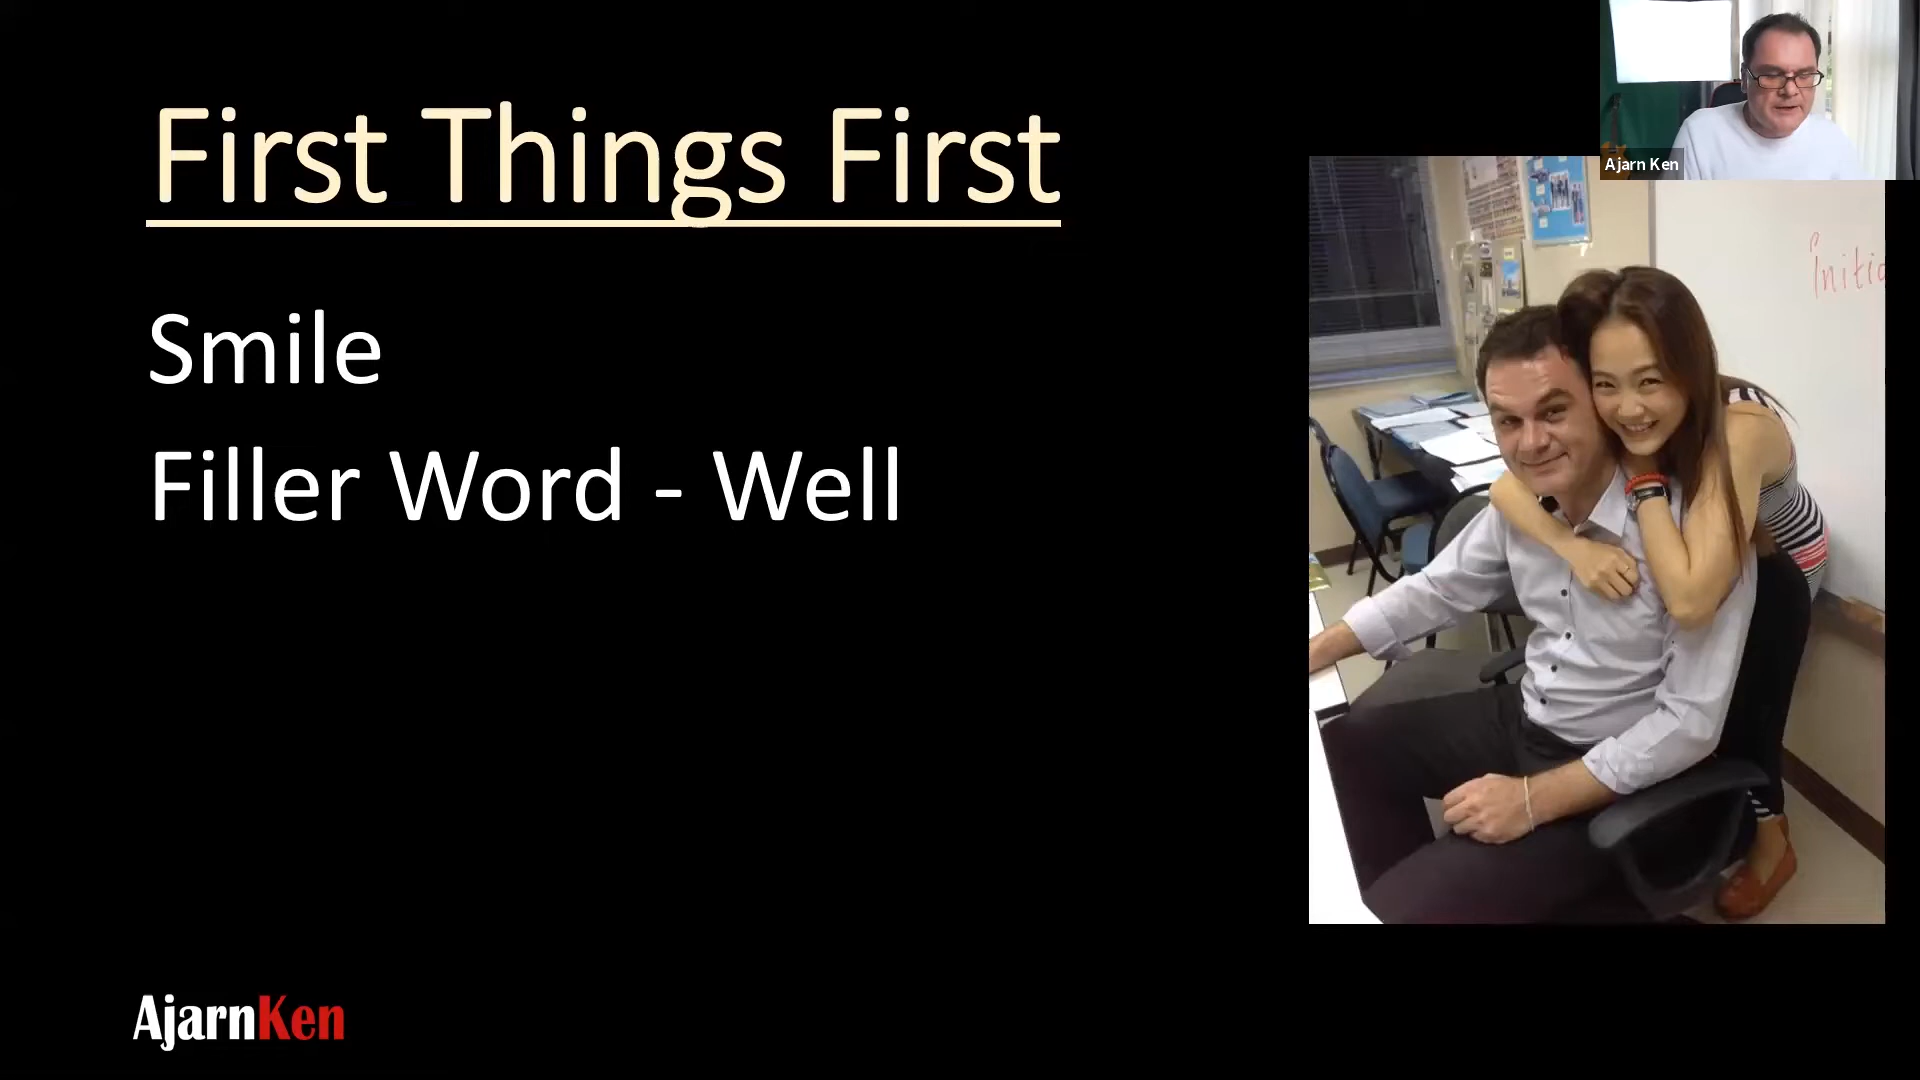 First Things First
Smile
Filler Word - Well
Ajarn Ken
AjarnKen